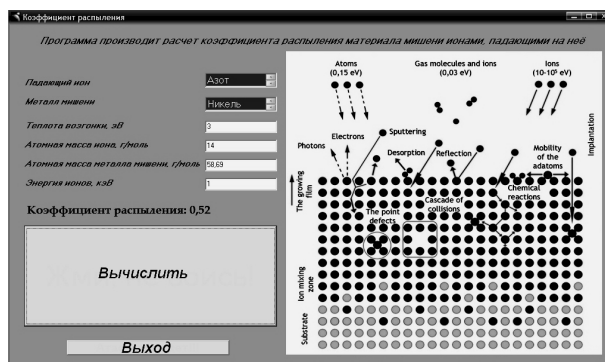 Коэффициент распыления
Программа производит расчет коэффициента распыления материала мишени ионами, падающими на неё
Падающий ион
Азот
Металл мишени
Никель
Теплота возгонки, эВ
3
Атомная масса иона, г/моль
14
Атомная масса металла мишени, г/моль
58,69
Энергия ионов, кэВ
1
Коэффициент распыления: 0,52
Вычислить
Выход
Atoms
(0,15 eV)
Gas molecules and ions
(0,03 eV)
Ions
(10-10⁵ eV)
Implantation
Photons
Electrons
Sputtering
Desorption
Reflection
Mobility
of the
adatoms
Chemical
reactions
The growing
film
The point
defects
Cascade of
collisions
Ion mixing
zone
Substrate